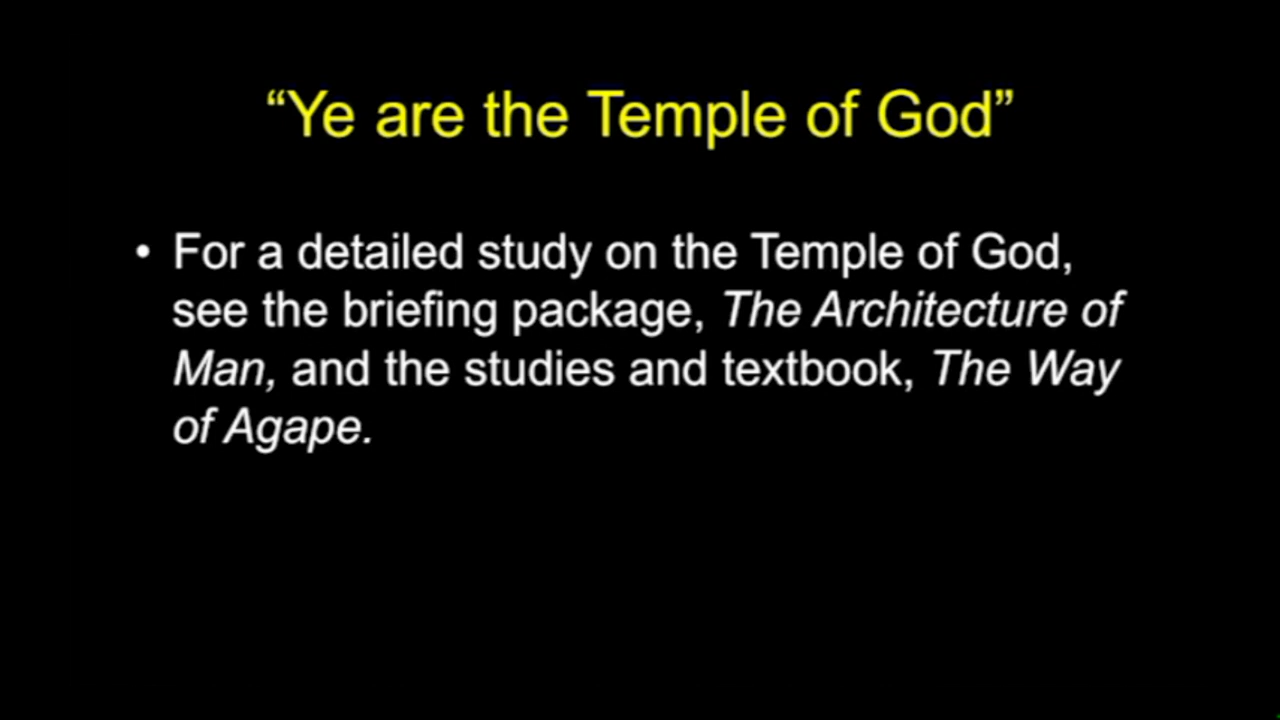 “Ye are the Temple of God”
• For a detailed study on the Temple of God,
see the briefing package, The Architecture of
Man, and the studies and textbook, The Way
of Agape.